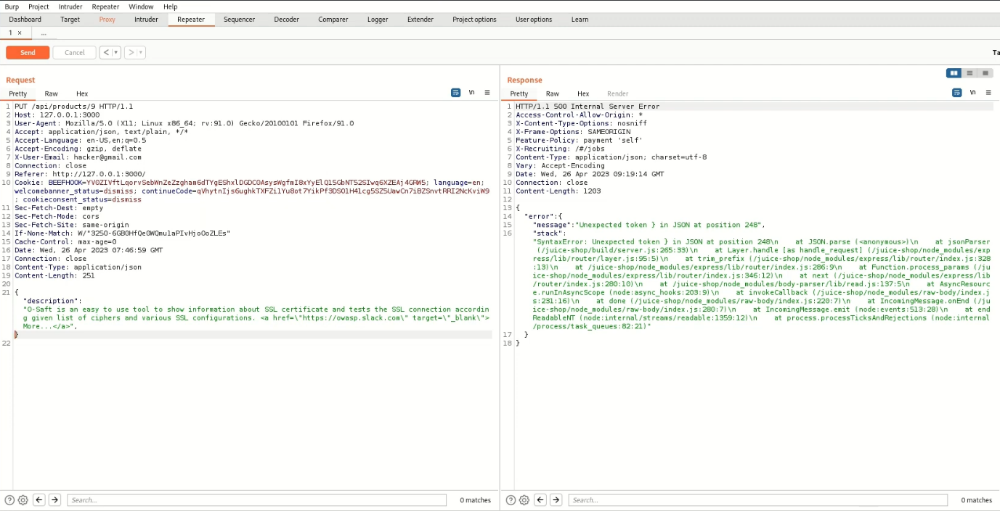 Burp Project Intruder Repeater Window Help
Dashboard Target Proxy Intruder Repeater Sequencer Decoder Comparer Logger Extender Project options User options Learn
1 × ...
Send Cancel < >
Ta
Request
Pretty Raw Hex
\n
1 PUT /api/products/9 HTTP/1.1
2 Host: 127.0.0.1:3000
3 User-Agent: Mozilla/5.0 (X11; Linux x86_64; rv:91.0) Gecko/20100101 Firefox/91.0
4 Accept: application/json, text/plain, */*
5 Accept-Language: en-US,en;q=0.5
6 Accept-Encoding: gzip, deflate
7 X-User-Email: hacker@gmail.com
8 Connection: close
9 Referer: http://127.0.0.1:3000/
10 Cookie: BEEFHOOK=YV0ZIVftLqorvSebWnZeZzgham6dTYgEShxlDGDC0AsysWgfmI8xYyElQ15GbNT52SIwq6XZEAj4GRW5; language=en;
welcomebanner_status=dismiss; continueCode=qVhytnIjs6ughkTXFZi1Yu8ot7YikPf3DSO1H41cg5SZ5UawCn7iBZSnvtRRI2NcKviW9
; cookieconsent_status=dismiss
11 Sec-Fetch-Dest: empty
12 Sec-Fetch-Mode: cors
13 Sec-Fetch-Site: same-origin
14 If-None-Match: W/"3250-6GB0HfQe0WQmu1aPIvHjoOoZLEs"
15 Cache-Control: max-age=0
16 Date: Wed, 26 Apr 2023 07:46:59 GMT
17 Connection: close
18 Content-Type: application/json
19 Content-Length: 251
20
21 {
"description":
"O-Saft is an easy to use tool to show information about SSL certificate and tests the SSL connection accordin
g given list of ciphers and various SSL configurations. <a href=\"https://owasp.slack.com\" target=\"_blank\">
More...</a>",
}
22
Search...
0 matches
Response
Pretty Raw Hex Render
\n
1 HTTP/1.1 500 Internal Server Error
2 Access-Control-Allow-Origin: *
3 X-Content-Type-Options: nosniff
4 X-Frame-Options: SAMEORIGIN
5 Feature-Policy: payment 'self'
6 X-Recruiting: /#/jobs
7 Content-Type: application/json; charset=utf-8
8 Vary: Accept-Encoding
9 Date: Wed, 26 Apr 2023 09:19:14 GMT
10 Connection: close
11 Content-Length: 1203
12
13 {
14 "error":{
15 "message":"Unexpected token } in JSON at position 248",
16 "stack":
"SyntaxError: Unexpected token } in JSON at position 248\n    at JSON.parse (<anonymous>)\n    at jsonParser
(/juice-shop/build/server.js:265:33)\n    at Layer.handle [as handle_request] (/juice-shop/node_modules/exp
ress/lib/router/layer.js:95:5)\n    at trim_prefix (/juice-shop/node_modules/express/lib/router/index.js:328
:13)\n    at /juice-shop/node_modules/express/lib/router/index.js:286:9\n    at Function.process_params (/ju
ice-shop/node_modules/express/lib/router/index.js:346:12)\n    at next (/juice-shop/node_modules/express/lib
/router/index.js:280:10)\n    at /juice-shop/node_modules/body-parser/lib/read.js:137:5\n    at AsyncResourc
e.runInAsyncScope (node:async_hooks:203:9)\n    at invokeCallback (/juice-shop/node_modules/raw-body/index.j
s:231:16)\n    at done (/juice-shop/node_modules/raw-body/index.js:220:7)\n    at IncomingMessage.onEnd (/ju
ice-shop/node_modules/raw-body/index.js:280:7)\n    at IncomingMessage.emit (node:events:513:28)\n    at end
ReadableNT (node:internal/streams/readable:1359:12)\n    at process.processTicksAndRejections (node:internal
/process/task_queues:82:21)"
17 }
18 }
Search...
0 matches